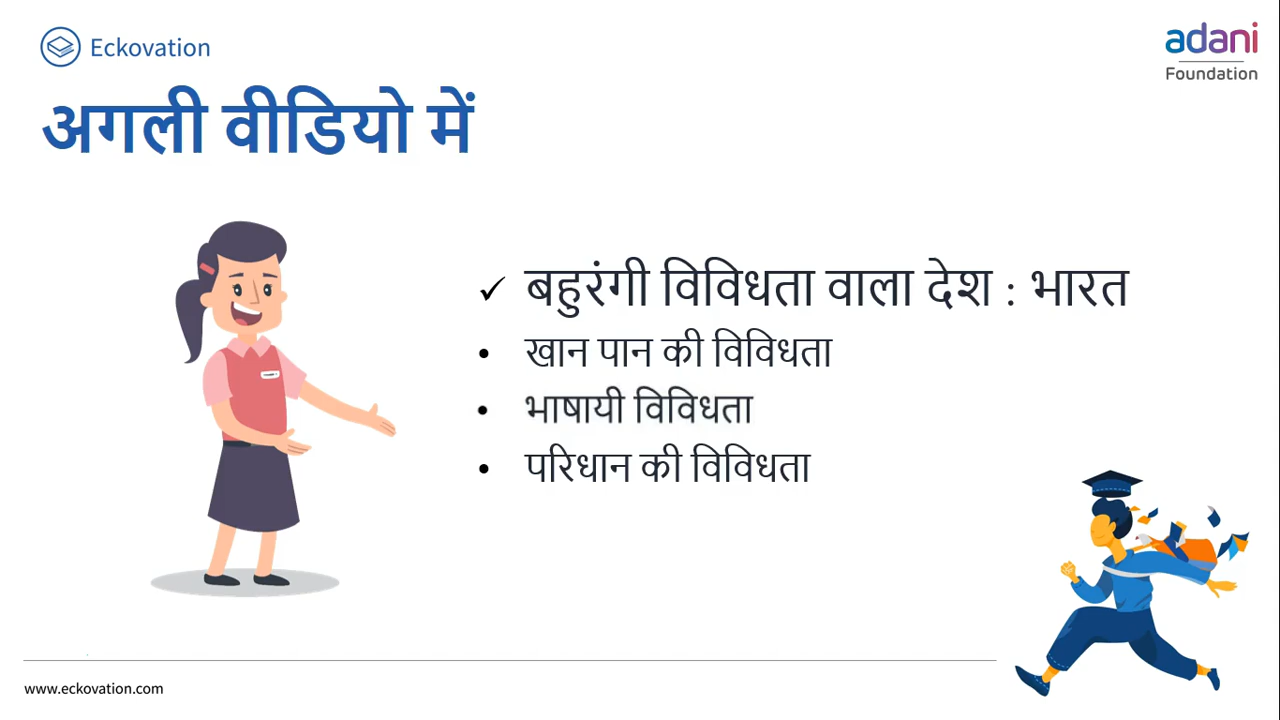 Eckovation
adani
Foundation
अगली वीडियो में
✓ बहुरंगी विविधता वाला देश : भारत
• खान पान की विविधता
• भाषायी विविधता
• परिधान की विविधता
www.eckovation.com